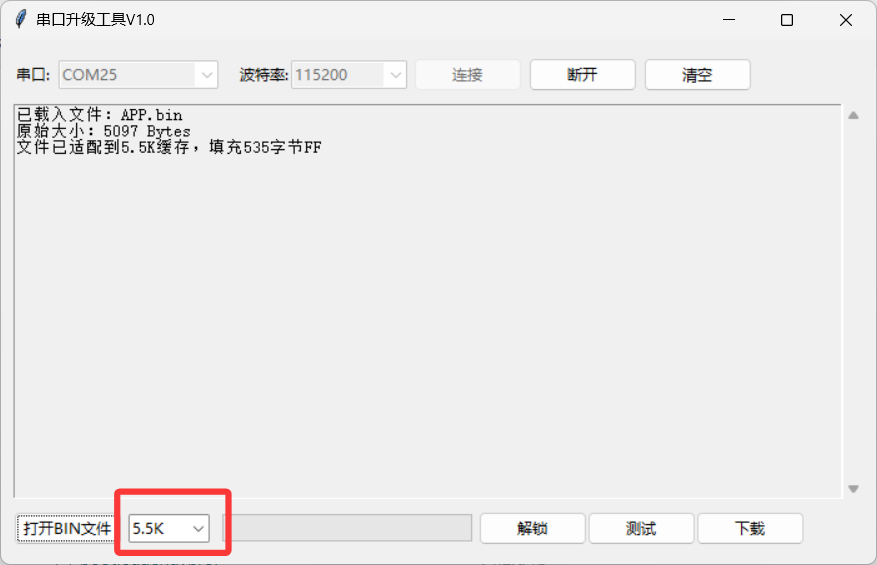 串口升级工具V1.0
串口: COM25 波特率: 115200 连接 断开 清空
已载入文件: APP.bin
原始大小: 5097 Bytes
文件已适配到5.5K缓存，填充535字节FF
打开BIN文件 5.5K 解锁 测试 下载